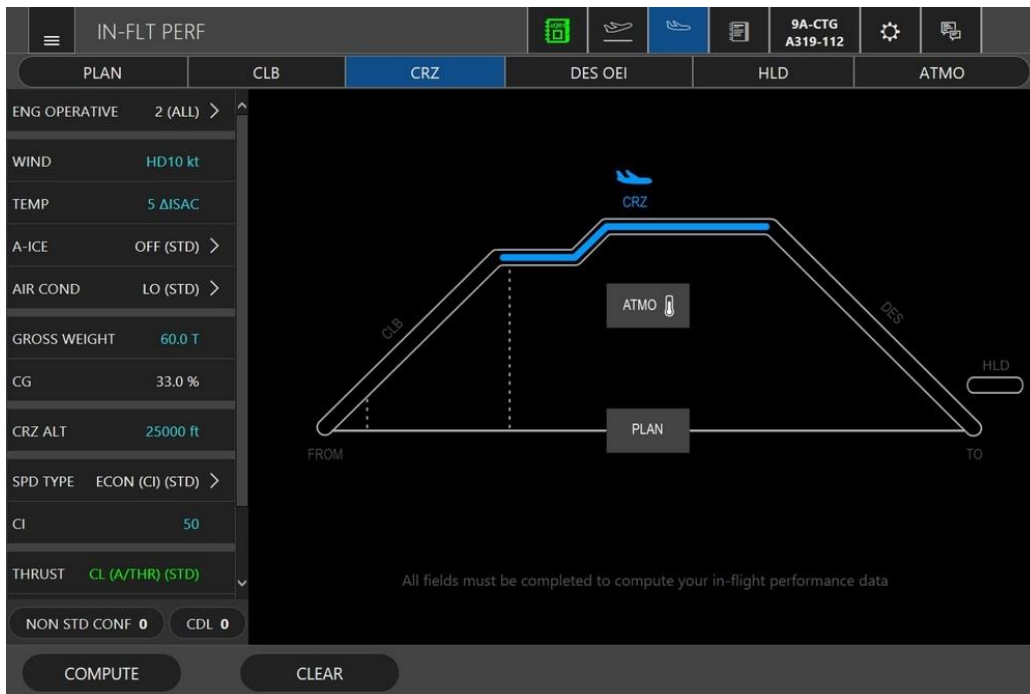 IN-FLT PERF
9A-CTG
A319-112
PLAN CLB CRZ DES OEI HLD ATMO
ENG OPERATIVE 2 (ALL)
WIND HD10 kt
TEMP 5 ΔISAC
A-ICE OFF (STD)
AIR COND LO (STD)
GROSS WEIGHT 60.0 T
CG 33.0 %
CRZ ALT 25000 ft
SPD TYPE ECON (CI) (STD)
CI 50
THRUST CL (A/THR) (STD)
NON STD CONF 0 CDL 0
CRZ
ATMO
CLB
DES
HLD
PLAN
FROM
TO
All fields must be completed to compute your in-flight performance data
COMPUTE CLEAR